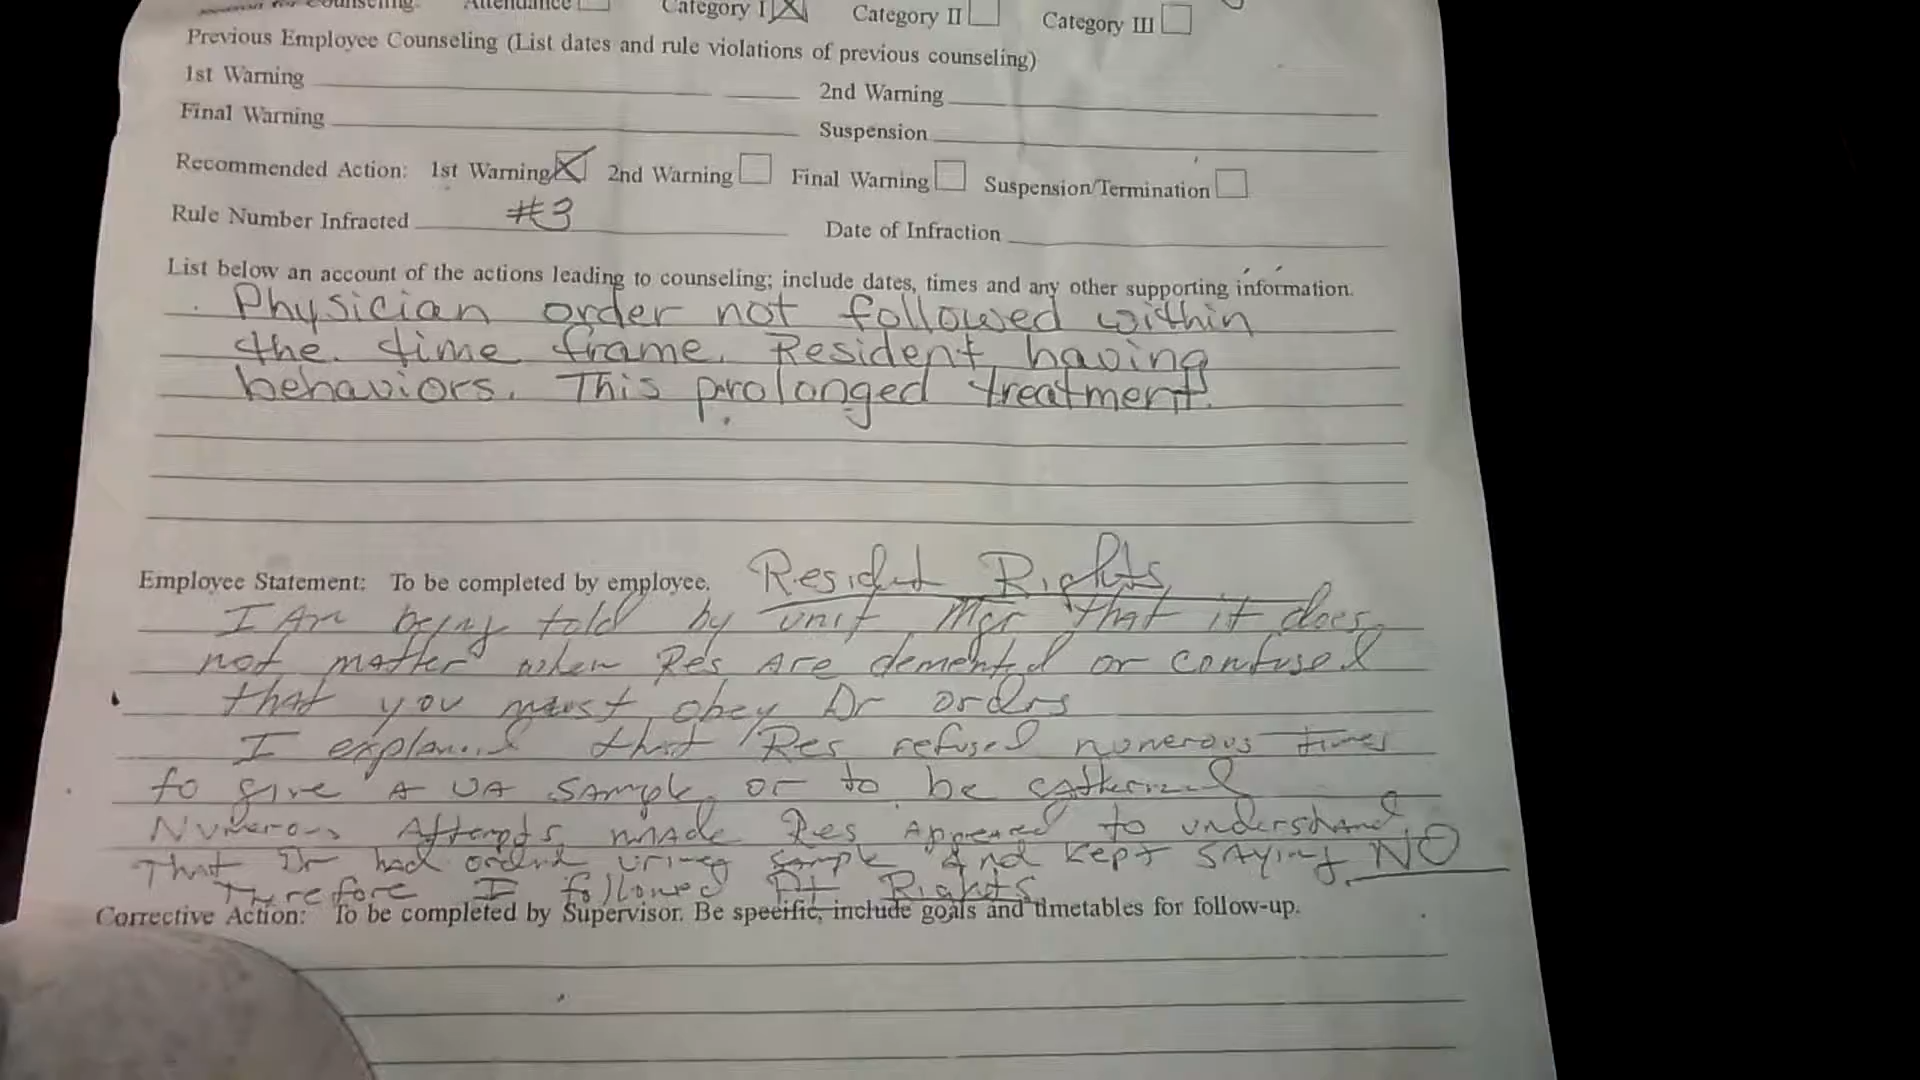 for Counseling: Attendance Category I Category II Category III
Previous Employee Counseling (List dates and rule violations of previous counseling)
1st Warning 2nd Warning
Final Warning Suspension
Recommended Action: 1st Warning 2nd Warning Final Warning Suspension/Termination
Rule Number Infracted #3 Date of Infraction
List below an account of the actions leading to counseling; include dates, times and any other supporting information.
Physician order not followed within
the time frame. Resident having
behaviors. This prolonged treatment.
Employee Statement: To be completed by employee. Resident Rights
I Am being told by unit Mgr that it does
not matter when Res Are demented or confused
that you must obey Dr orders
I explained that Res refused numerous times
to give A UA sample or to be catherized
Numerous Attempts made Res Appeared to understand
That Dr had ordered uring sample And kept saying NO
Therefore I followed Pt Rights
Corrective Action: To be completed by Supervisor. Be specific, include goals and timetables for follow-up.